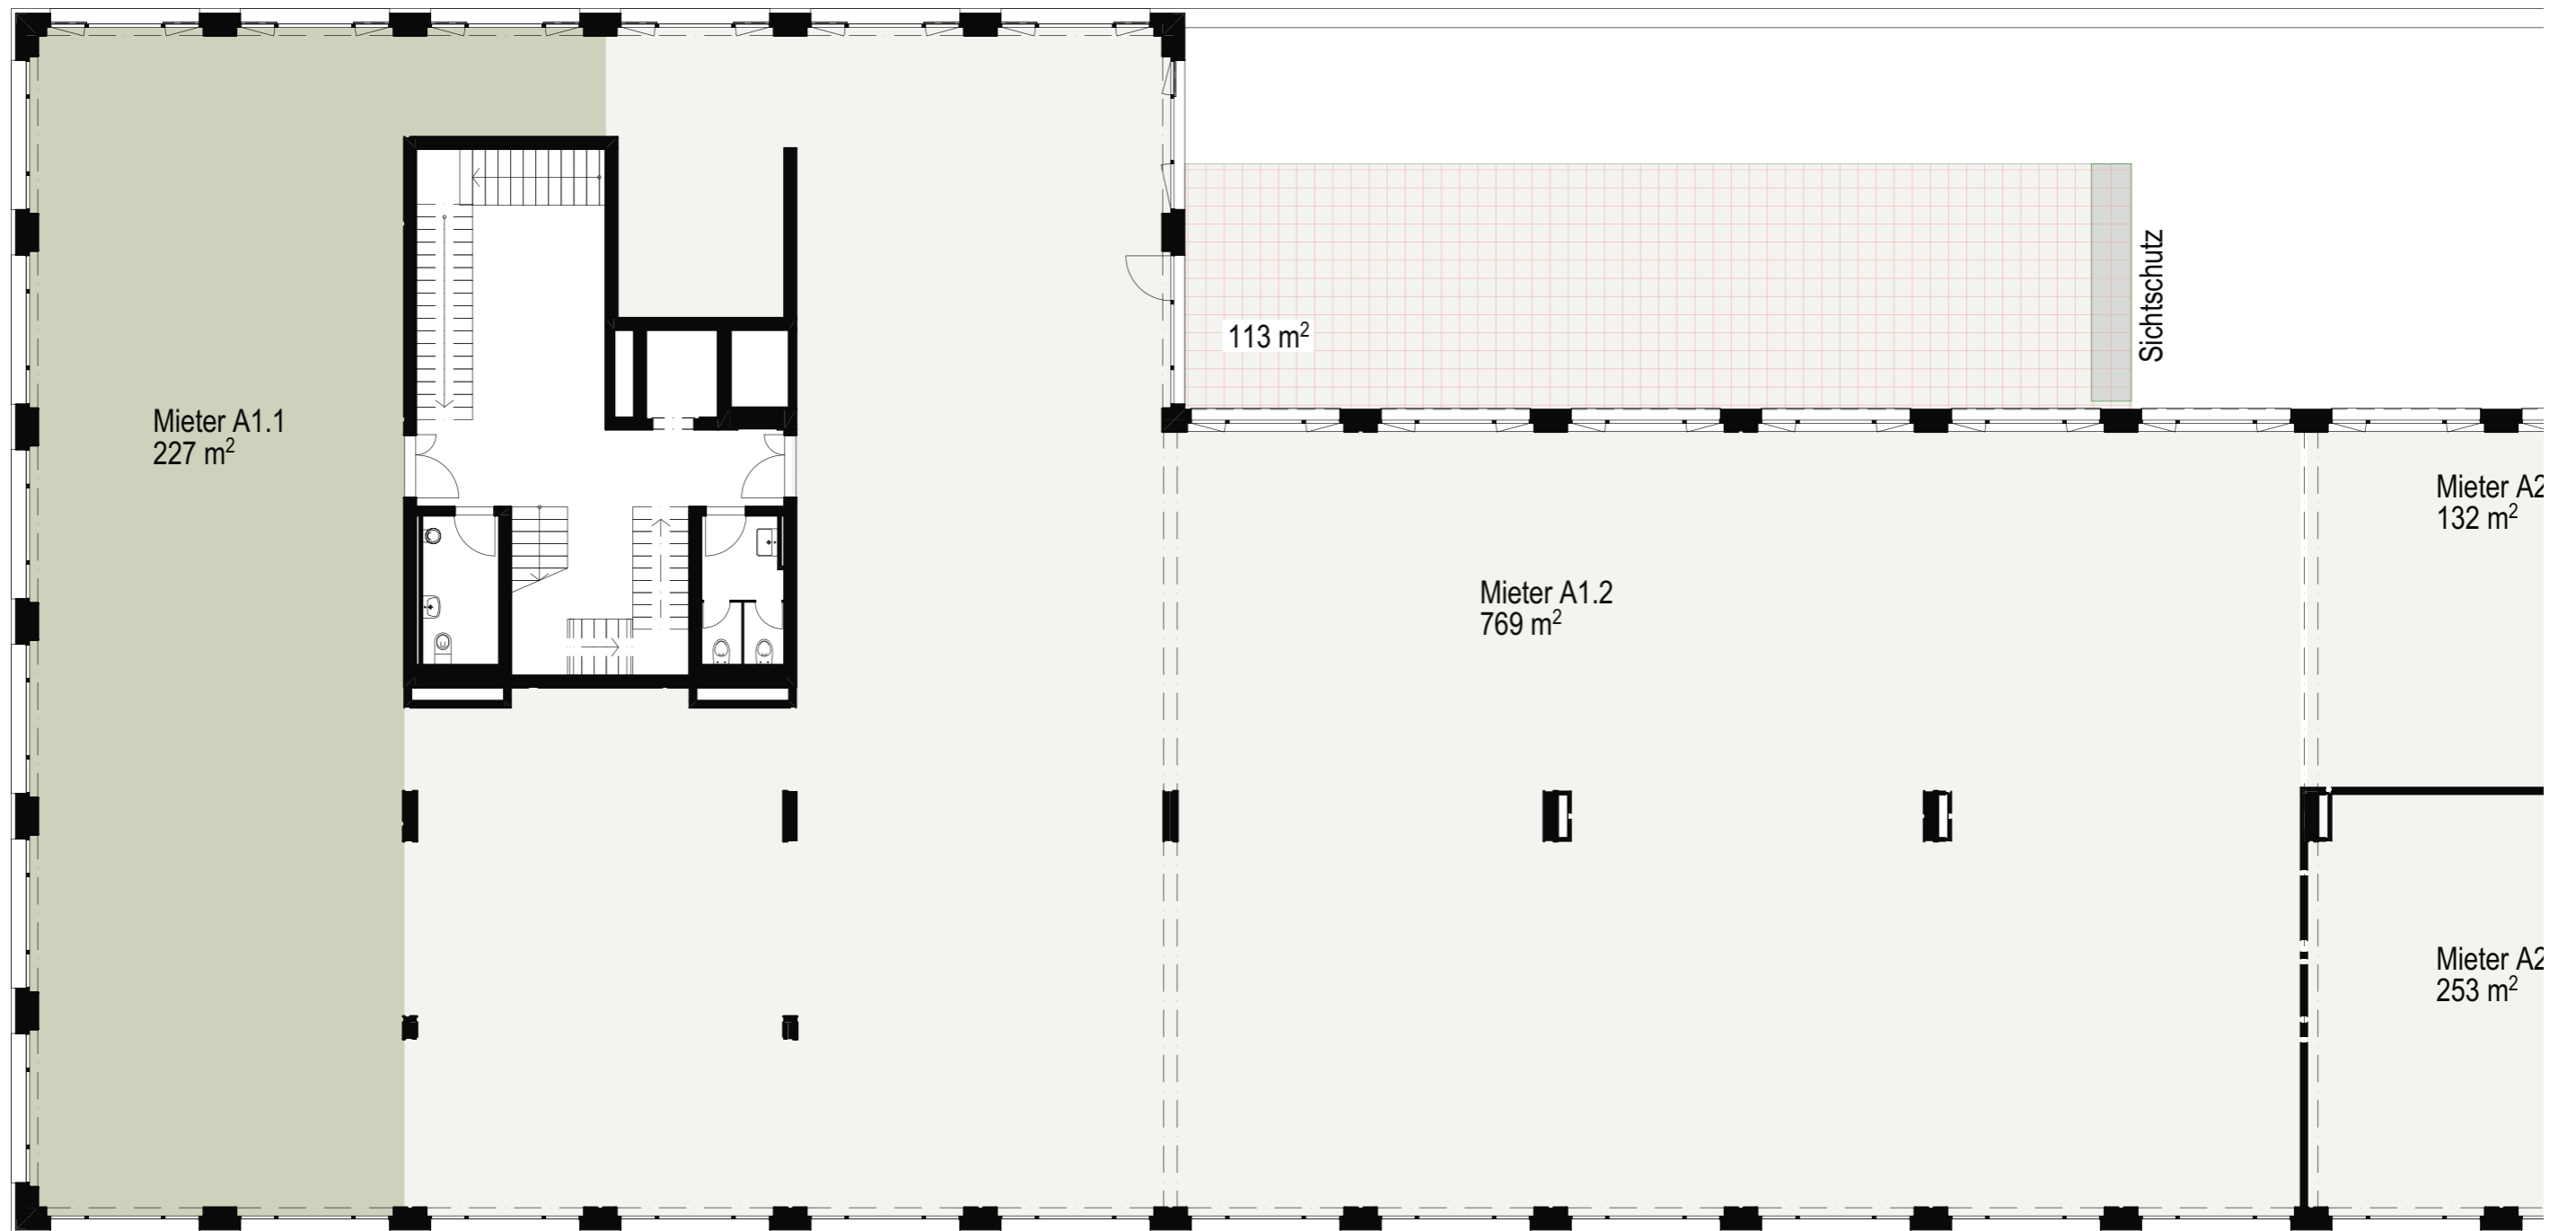 Sichtschutz
113 m²
Mieter A1.1
227 m²
Mieter A2
132 m²
Mieter A1.2
769 m²
Mieter A2
253 m²